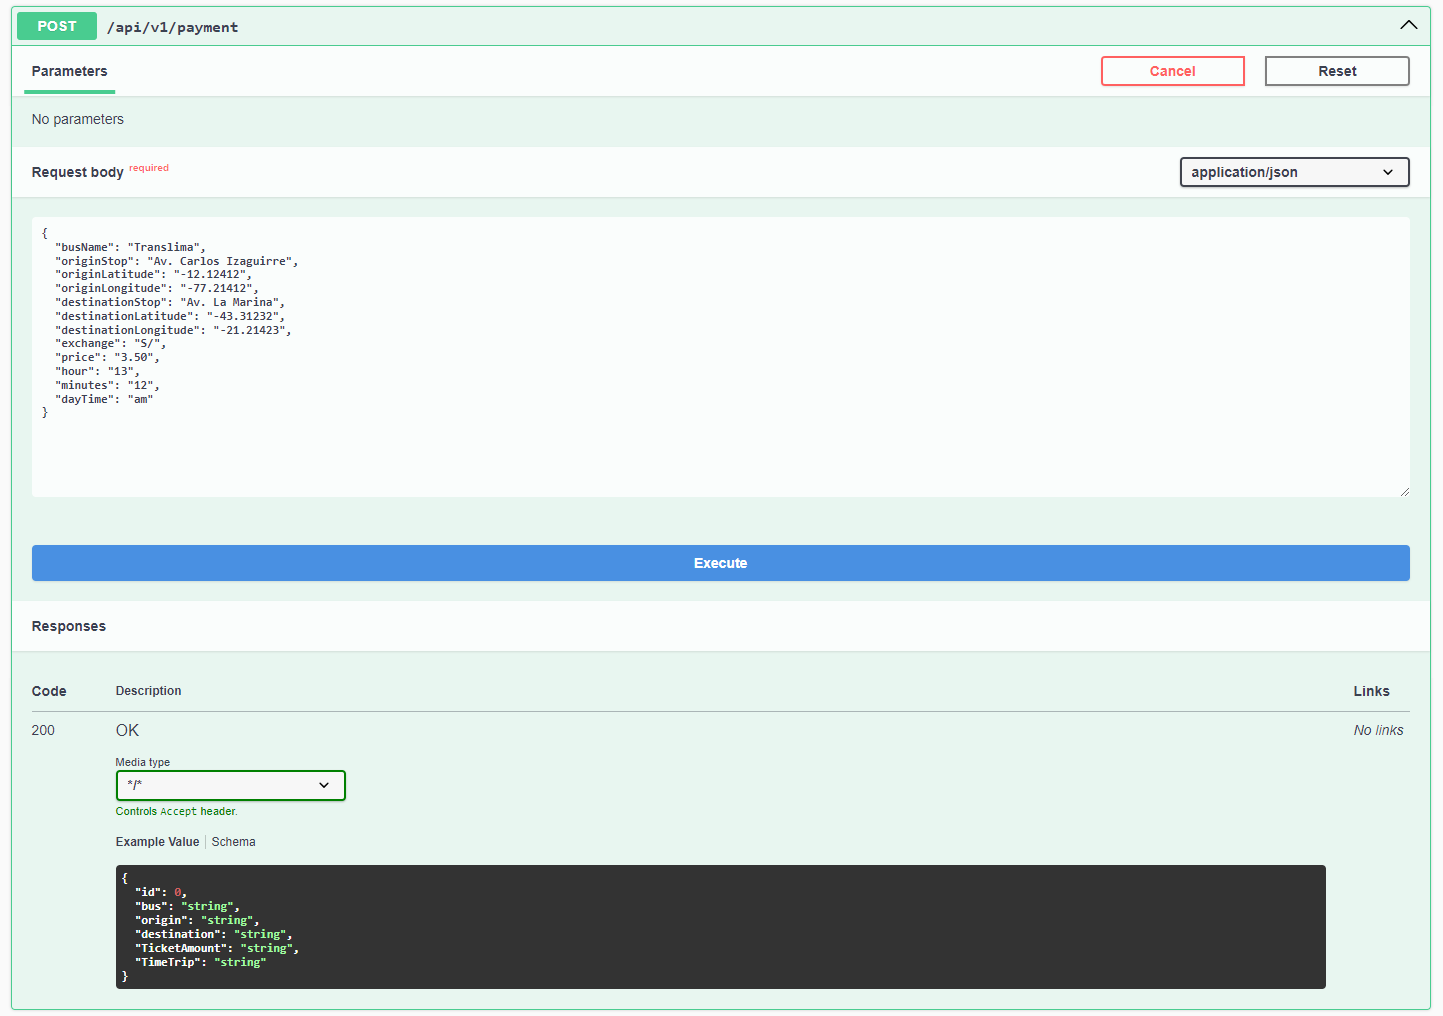 POST /api/v1/payment
Parameters Cancel Reset
No parameters
Request body required application/json
{
  "busName": "Translima",
  "originStop": "Av. Carlos Izaguirre",
  "originLatitude": "-12.12412",
  "originLongitude": "-77.21412",
  "destinationStop": "Av. La Marina",
  "destinationLatitude": "-43.31232",
  "destinationLongitude": "-21.21423",
  "exchange": "S/",
  "price": "3.50",
  "hour": "13",
  "minutes": "12",
  "dayTime": "am"
}
Execute
Responses
Code Description Links
200 OK No links
Media type
*/*
Controls Accept header.
Example Value Schema
{
  "id": 0,
  "bus": "string",
  "origin": "string",
  "destination": "string",
  "TicketAmount": "string",
  "TimeTrip": "string"
}